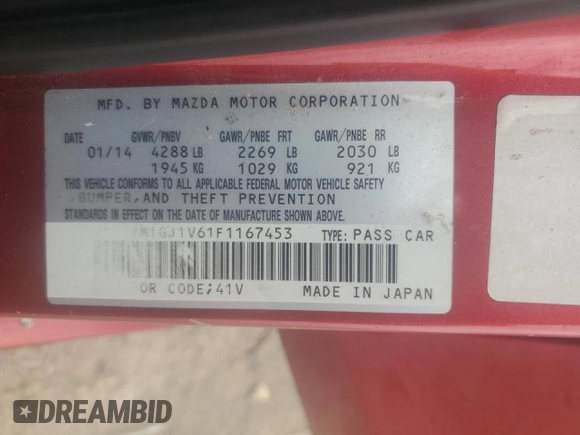 MFD. BY MAZDA MOTOR CORPORATION
DATE GVWR/PNBV GAWR/PNBE FRT GAWR/PNBE RR
01/14 4288 LB 2269 LB 2030 LB
1945 KG 1029 KG 921 KG
THIS VEHICLE CONFORMS TO ALL APPLICABLE FEDERAL MOTOR VEHICLE SAFETY
,BUMPER,AND THEFT PREVENTION
STANDARDS IN EFFECT ON THE DATE OF MANUFACTURE SHOWN ABOVE.
M1GJ1V61F1167453 TYPE: PASS CAR
OR CODE;41V MADE IN JAPAN
DREAMBID